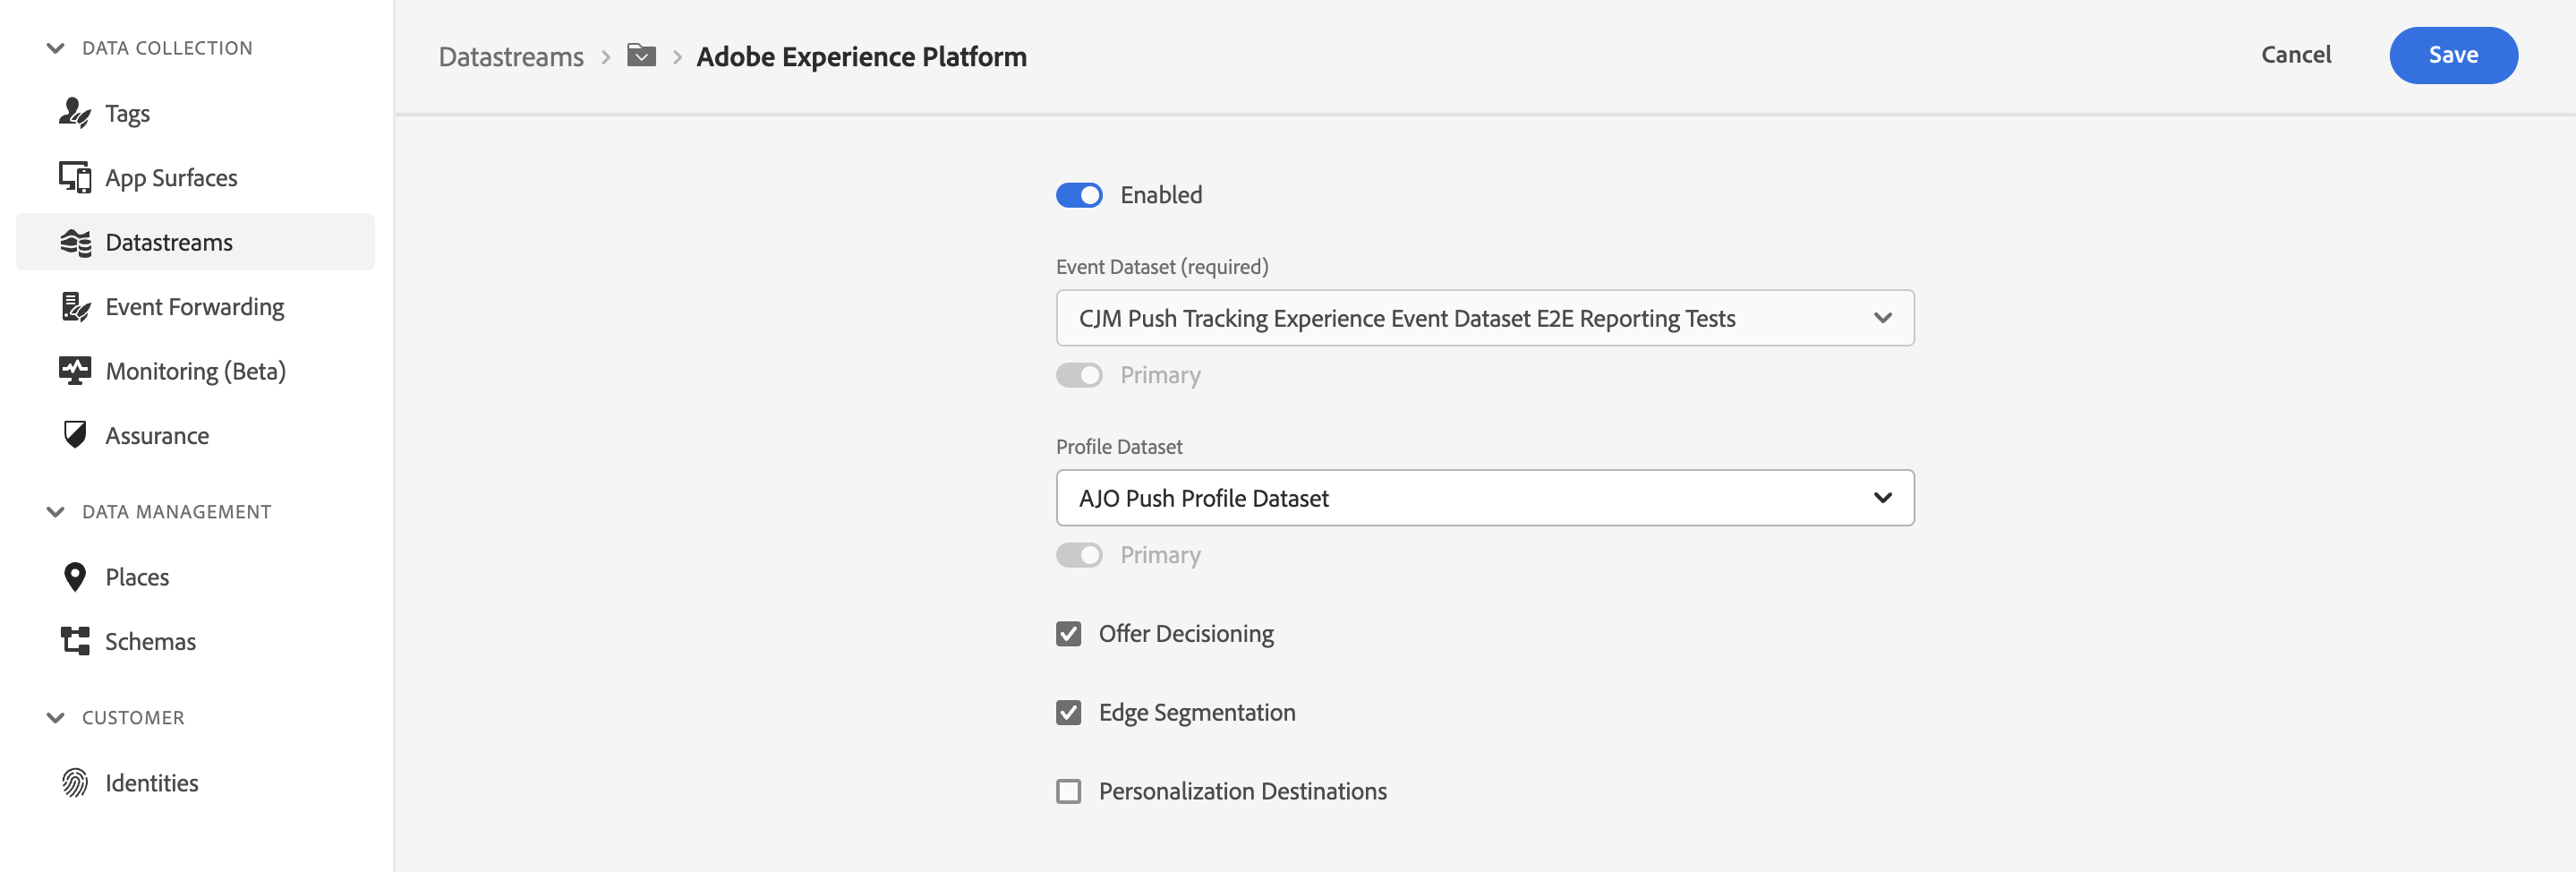 DATA COLLECTION
Tags
App Surfaces
Datastreams
Event Forwarding
Monitoring (Beta)
Assurance
DATA MANAGEMENT
Places
Schemas
CUSTOMER
Identities
Datastreams > > Adobe Experience Platform
Cancel
Save
Enabled
Event Dataset (required)
CJM Push Tracking Experience Event Dataset E2E Reporting Tests
Primary
Profile Dataset
AJO Push Profile Dataset
Primary
Offer Decisioning
Edge Segmentation
Personalization Destinations